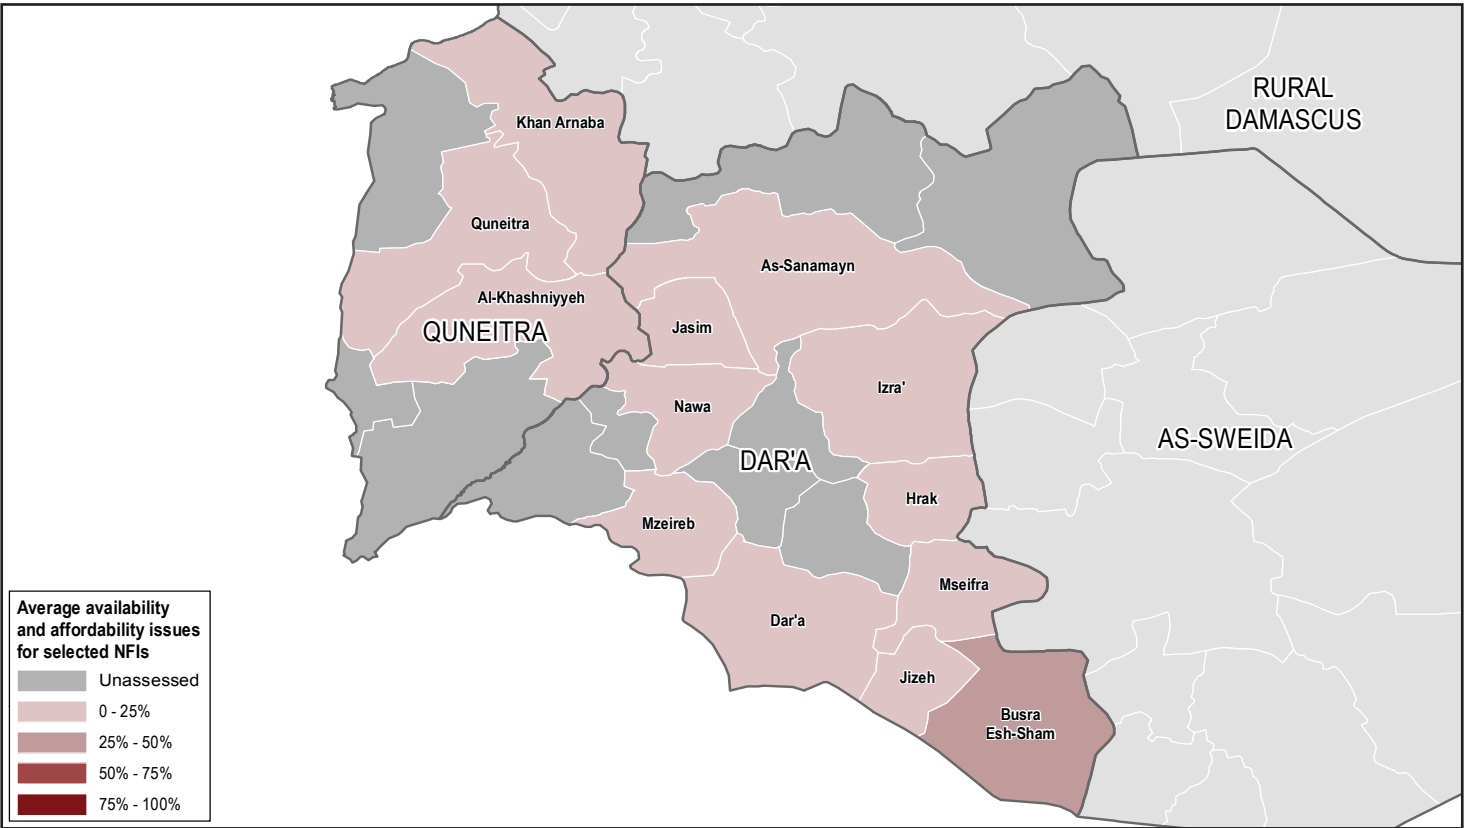 RURAL
DAMASCUS
Khan Arnaba
Quneitra
As-Sanamayn
Al-Khashniyyeh
QUNEITRA
Jasim
Izra'
Nawa
AS-SWEIDA
DAR'A
Hrak
Mzeireb
Mseifra
Dar'a
Jizeh
Busra
Esh-Sham
Average availability
and affordability issues
for selected NFIs
Unassessed
0 - 25%
25% - 50%
50% - 75%
75% - 100%